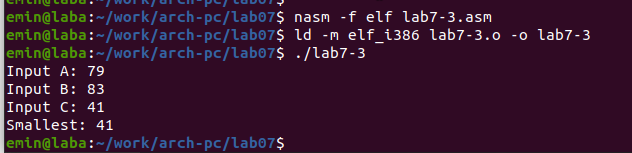 emin@laba:~/work/arch-pc/lab07$ nasm -f elf lab7-3.asm
emin@laba:~/work/arch-pc/lab07$ ld -m elf_i386 lab7-3.o -o lab7-3
emin@laba:~/work/arch-pc/lab07$ ./lab7-3
Input A: 79
Input B: 83
Input C: 41
Smallest: 41
emin@laba:~/work/arch-pc/lab07$